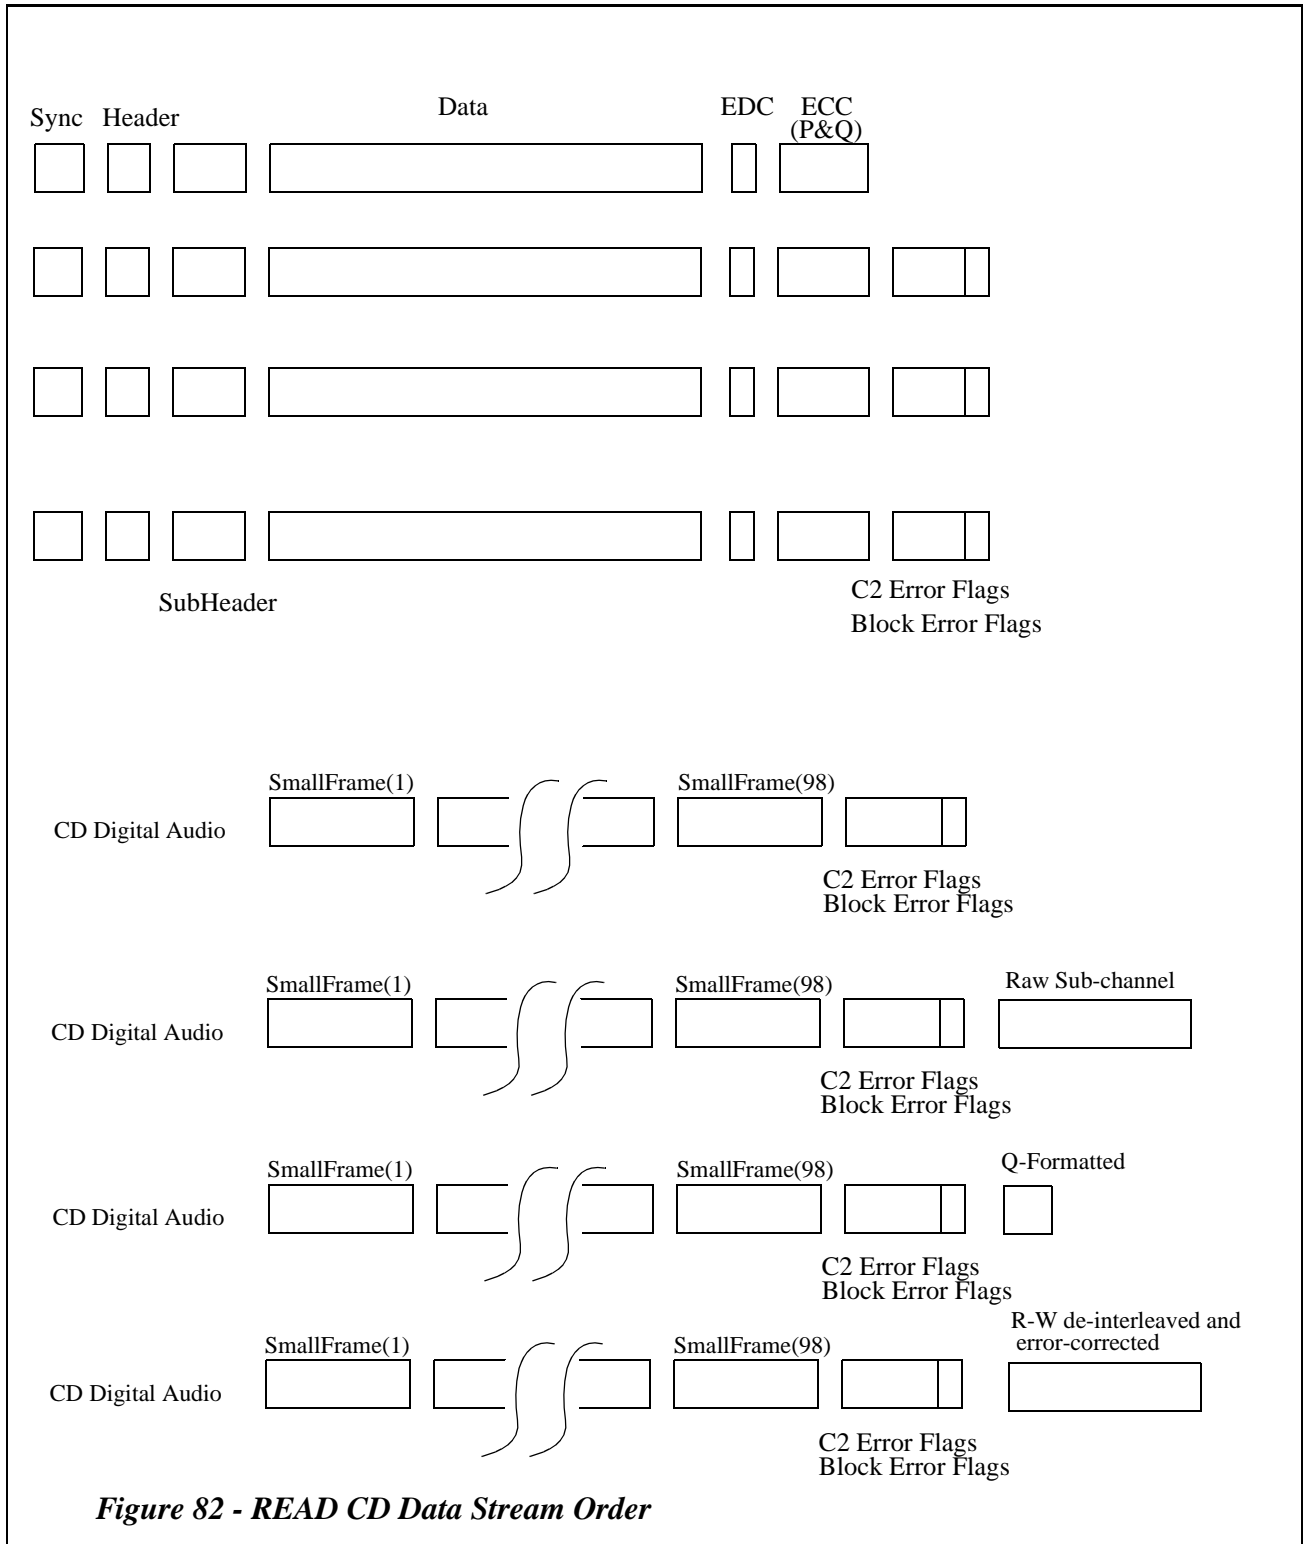 Sync Header Data EDC ECC
(P&Q)
SubHeader
C2 Error Flags
Block Error Flags
SmallFrame(1) SmallFrame(98)
CD Digital Audio
C2 Error Flags
Block Error Flags
SmallFrame(1) SmallFrame(98) Raw Sub-channel
CD Digital Audio
C2 Error Flags
Block Error Flags
SmallFrame(1) SmallFrame(98) Q-Formatted
CD Digital Audio
C2 Error Flags
Block Error Flags
R-W de-interleaved and
error-corrected
SmallFrame(1) SmallFrame(98)
CD Digital Audio
C2 Error Flags
Block Error Flags
Figure 82 - READ CD Data Stream Order